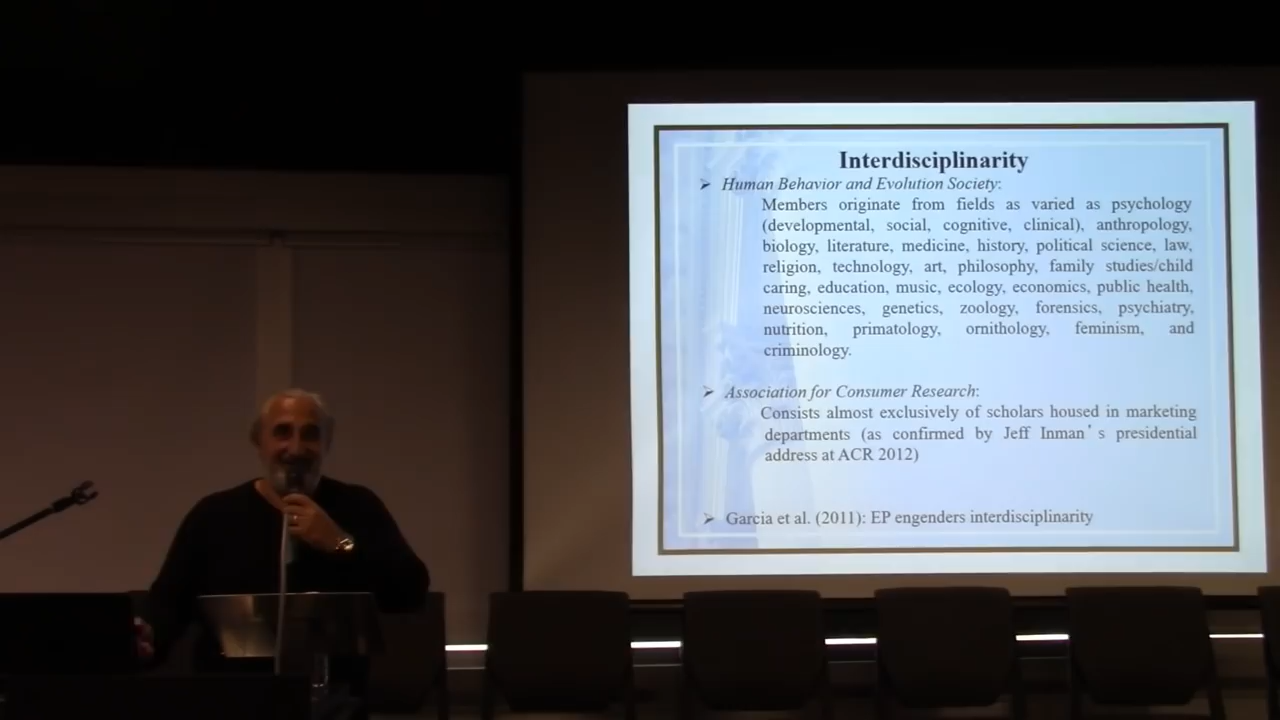 Interdisciplinarity
➢ Human Behavior and Evolution Society:
Members originate from fields as varied as psychology
(developmental, social, cognitive, clinical), anthropology,
biology, literature, medicine, history, political science, law,
religion, technology, art, philosophy, family studies/child
caring, education, music, ecology, economics, public health,
neurosciences, genetics, zoology, forensics, psychiatry,
nutrition, primatology, ornithology, feminism, and
criminology.
➢ Association for Consumer Research:
Consists almost exclusively of scholars housed in marketing
departments (as confirmed by Jeff Inman's presidential
address at ACR 2012)
➢ Garcia et al. (2011): EP engenders interdisciplinarity